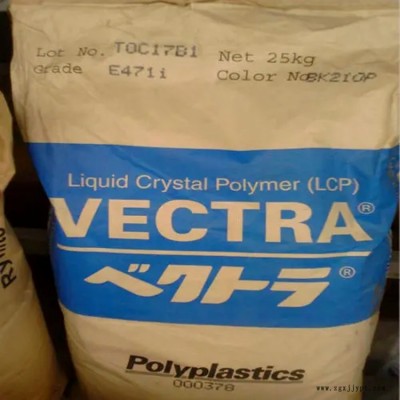 Lot No. T0C17B1 Net 25kg
Grade E471i Color No BK210P
Liquid Crystal Polymer (LCP)
VECTRA®
ベクトラ®
Polyplastics
000378